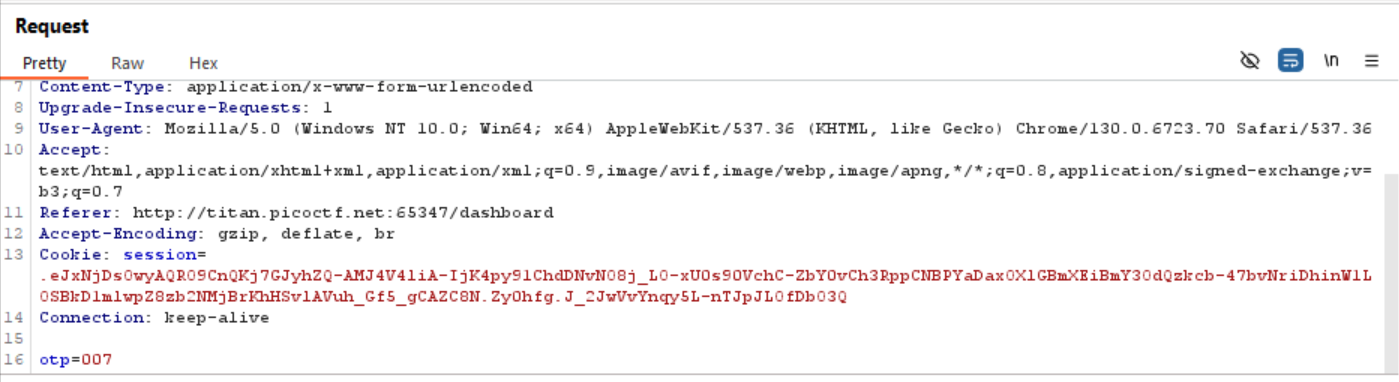 Request
Pretty Raw Hex
\n
7 Content-Type: application/x-www-form-urlencoded
8 Upgrade-Insecure-Requests: 1
9 User-Agent: Mozilla/5.0 (Windows NT 10.0; Win64; x64) AppleWebKit/537.36 (KHTML, like Gecko) Chrome/130.0.6723.70 Safari/537.36
10 Accept:
text/html,application/xhtml+xml,application/xml;q=0.9,image/avif,image/webp,image/apng,*/*;q=0.8,application/signed-exchange;v=
b3;q=0.7
11 Referer: http://titan.picoctf.net:65347/dashboard
12 Accept-Encoding: gzip, deflate, br
13 Cookie: session=
.eJxNjDs0wyAQR09CnQKj7GJyhZQ-AMJ4V4liA-IjK4py91ChdDNvN08j_L0-xU0s90VchC-ZbY0vCh3RppCNBPYaDax0XlGBmXEiBmY30dQzkcb-47bvNriDhinW1L
0SBkD1mlwpZ8zb2NMjBrKhHSvlAVuh_Gf5_gCAZC8N.Zy0hfg.J_2JwVvYnqy5L-nTJpJL0fDb03Q
14 Connection: keep-alive
15
16 otp=007